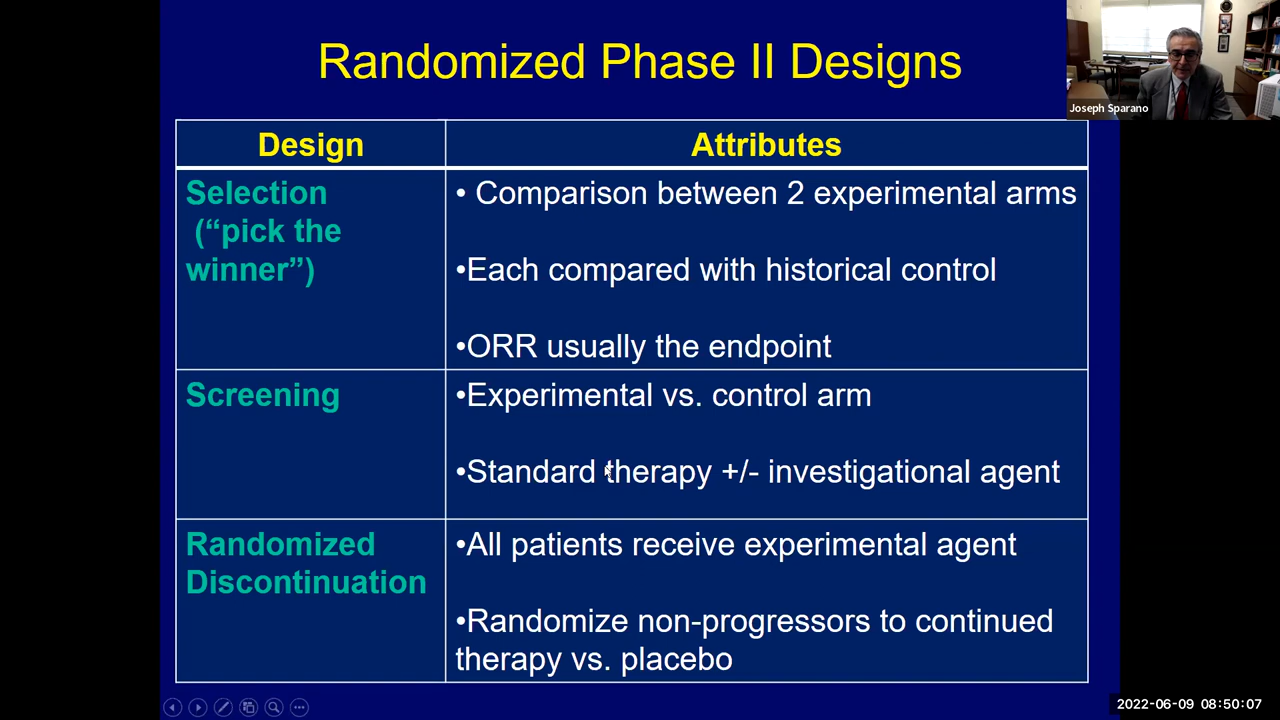 Randomized Phase II Designs
Joseph Sparano
Design
Attributes
Selection
(“pick the
winner”)
• Comparison between 2 experimental arms
•Each compared with historical control
•ORR usually the endpoint
Screening
•Experimental vs. control arm
•Standard therapy +/- investigational agent
Randomized
Discontinuation
•All patients receive experimental agent
•Randomize non-progressors to continued
therapy vs. placebo
2022-06-09 08:50:07